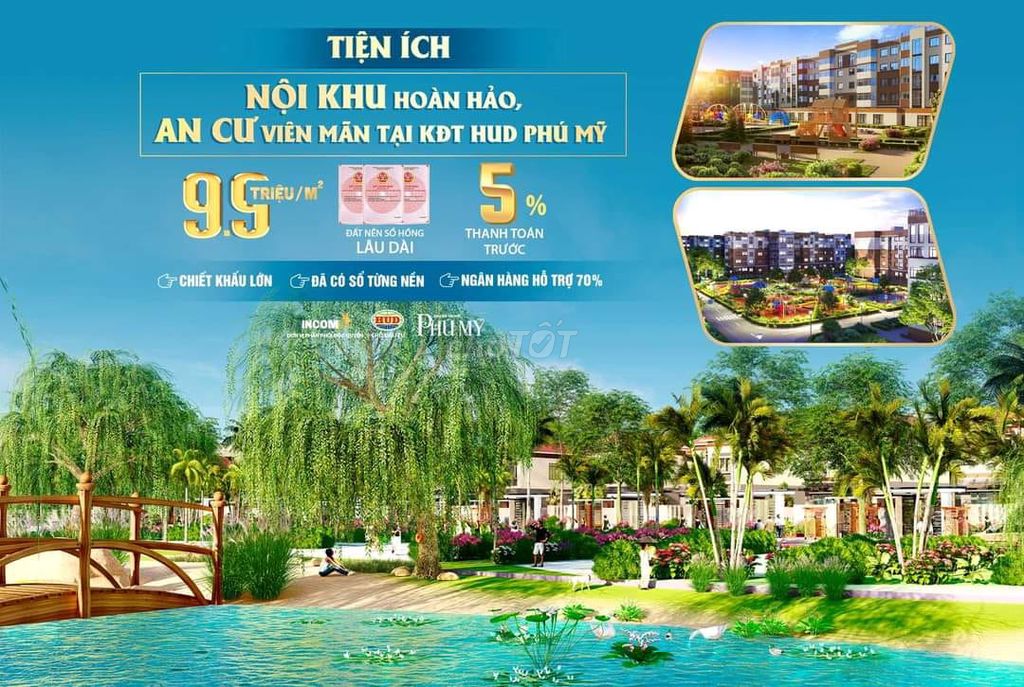 TIỆN ÍCH
NỘI KHU HOÀN HẢO,
AN CƯ VIÊN MÃN TẠI KĐT HUD PHÚ MỸ
9.5 TRIỆU/M²
ĐẤT NỀN SỔ HỒNG
LÂU DÀI
5%
THANH TOÁN
TRƯỚC
CHIẾT KHẤU LỚN
ĐÃ CÓ SỔ TỪNG NỀN
NGÂN HÀNG HỖ TRỢ 70%
INCOM
HUD
PHÚ MỸ
TỐT